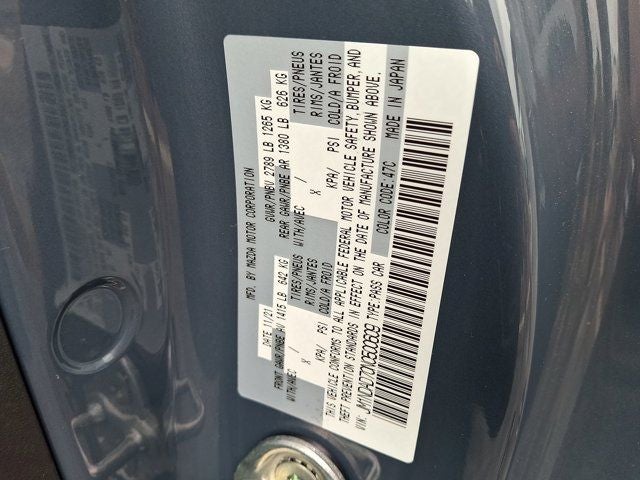 MFD. BY MAZDA MOTOR CORPORATION
DATE 11/21 GVWR/PNBV 2789 LB 1265 KG
FRONT GAWR/PNBE AV 1416 LB 642 KG REAR GAWR/PNBE AR 1380 LB 626 KG
WITH/AVEC TIRES/PNEUS WITH/AVEC TIRES/PNEUS
X / RIMS/JANTES X / RIMS/JANTES
KPA/ PSI COLD/A FROID KPA/ PSI COLD/A FROID
THIS VEHICLE CONFORMS TO ALL APPLICABLE FEDERAL MOTOR VEHICLE SAFETY, BUMPER, AND
THEFT PREVENTION STANDARDS IN EFFECT ON THE DATE OF MANUFACTURE SHOWN ABOVE.
VIN: TYPE:PASS CAR COLOR CODE:47C
MADE IN JAPAN